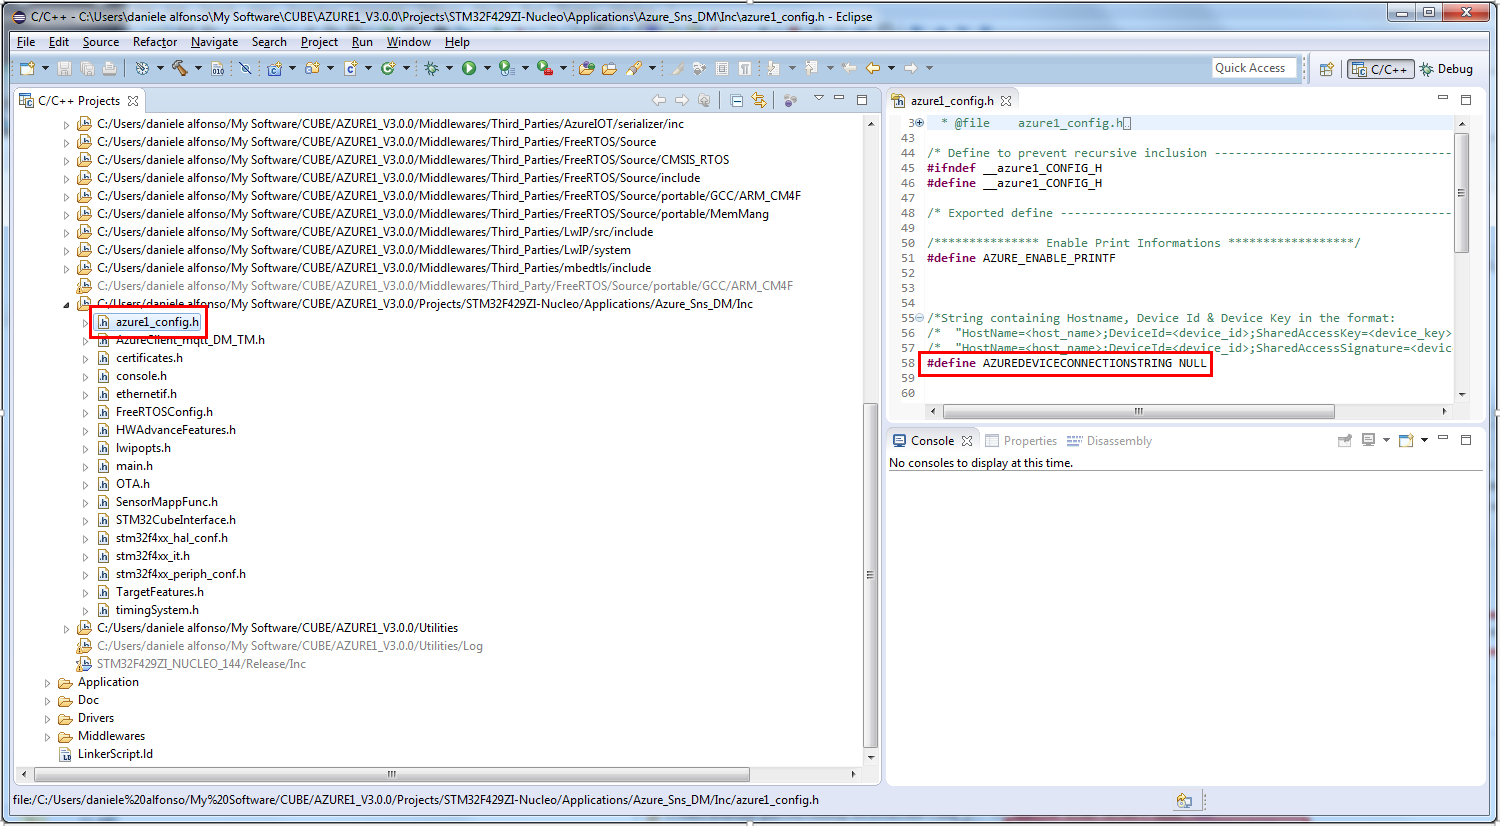 C/C++ - C:\Users\daniele alfonso\My Software\CUBE\AZURE1_V3.0.0\Projects\STM32F429ZI-Nucleo\Applications\Azure_Sns_DM\Inc\azure1_config.h - Eclipse
File Edit Source Refactor Navigate Search Project Run Window Help
Quick Access C/C++ Debug
C/C++ Projects
C:/Users/daniele alfonso/My Software/CUBE/AZURE1_V3.0.0/Middlewares/Third_Parties/AzureIOT/serializer/inc
C:/Users/daniele alfonso/My Software/CUBE/AZURE1_V3.0.0/Middlewares/Third_Parties/FreeRTOS/Source
C:/Users/daniele alfonso/My Software/CUBE/AZURE1_V3.0.0/Middlewares/Third_Parties/FreeRTOS/Source/CMSIS_RTOS
C:/Users/daniele alfonso/My Software/CUBE/AZURE1_V3.0.0/Middlewares/Third_Parties/FreeRTOS/Source/include
C:/Users/daniele alfonso/My Software/CUBE/AZURE1_V3.0.0/Middlewares/Third_Parties/FreeRTOS/Source/portable/GCC/ARM_CM4F
C:/Users/daniele alfonso/My Software/CUBE/AZURE1_V3.0.0/Middlewares/Third_Parties/FreeRTOS/Source/portable/MemMang
C:/Users/daniele alfonso/My Software/CUBE/AZURE1_V3.0.0/Middlewares/Third_Parties/LwIP/src/include
C:/Users/daniele alfonso/My Software/CUBE/AZURE1_V3.0.0/Middlewares/Third_Parties/LwIP/system
C:/Users/daniele alfonso/My Software/CUBE/AZURE1_V3.0.0/Middlewares/Third_Parties/mbedtls/include
C:/Users/daniele alfonso/My Software/CUBE/AZURE1_V3.0.0/Middlewares/Third_Party/FreeRTOS/Source/portable/GCC/ARM_CM4F
C:/Users/daniele alfonso/My Software/CUBE/AZURE1_V3.0.0/Projects/STM32F429ZI-Nucleo/Applications/Azure_Sns_DM/Inc
azure1_config.h
AzureClient_mqtt_DM_TM.h
certificates.h
console.h
ethernetif.h
FreeRTOSConfig.h
HWAdvanceFeatures.h
lwipopts.h
main.h
OTA.h
SensorMappFunc.h
STM32CubeInterface.h
stm32f4xx_hal_conf.h
stm32f4xx_it.h
stm32f4xx_periph_conf.h
TargetFeatures.h
timingSystem.h
C:/Users/daniele alfonso/My Software/CUBE/AZURE1_V3.0.0/Utilities
C:/Users/daniele alfonso/My Software/CUBE/AZURE1_V3.0.0/Utilities/Log
STM32F429ZI_NUCLEO_144/Release/Inc
Application
Doc
Drivers
Middlewares
LinkerScript.ld
azure1_config.h
3 * @file azure1_config.h
43
44 /* Define to prevent recursive inclusion -----------------------------------
45 #ifndef __azure1_CONFIG_H
46 #define __azure1_CONFIG_H
47
48 /* Exported define ---------------------------------------------------------
49
50 /*************** Enable Print Informations ******************/
51 #define AZURE_ENABLE_PRINTF
52
53
54
55 /*String containing Hostname, Device Id & Device Key in the format:
56 /* "HostName=<host_name>;DeviceId=<device_id>;SharedAccessKey=<device_key>
57 /* "HostName=<host_name>;DeviceId=<device_id>;SharedAccessSignature=<devic
58 #define AZUREDEVICECONNECTIONSTRING NULL
59
60
Console Properties Disassembly
No consoles to display at this time.
file:/C:/Users/daniele%20alfonso/My%20Software/CUBE/AZURE1_V3.0.0/Projects/STM32F429ZI-Nucleo/Applications/Azure_Sns_DM/Inc/azure1_config.h